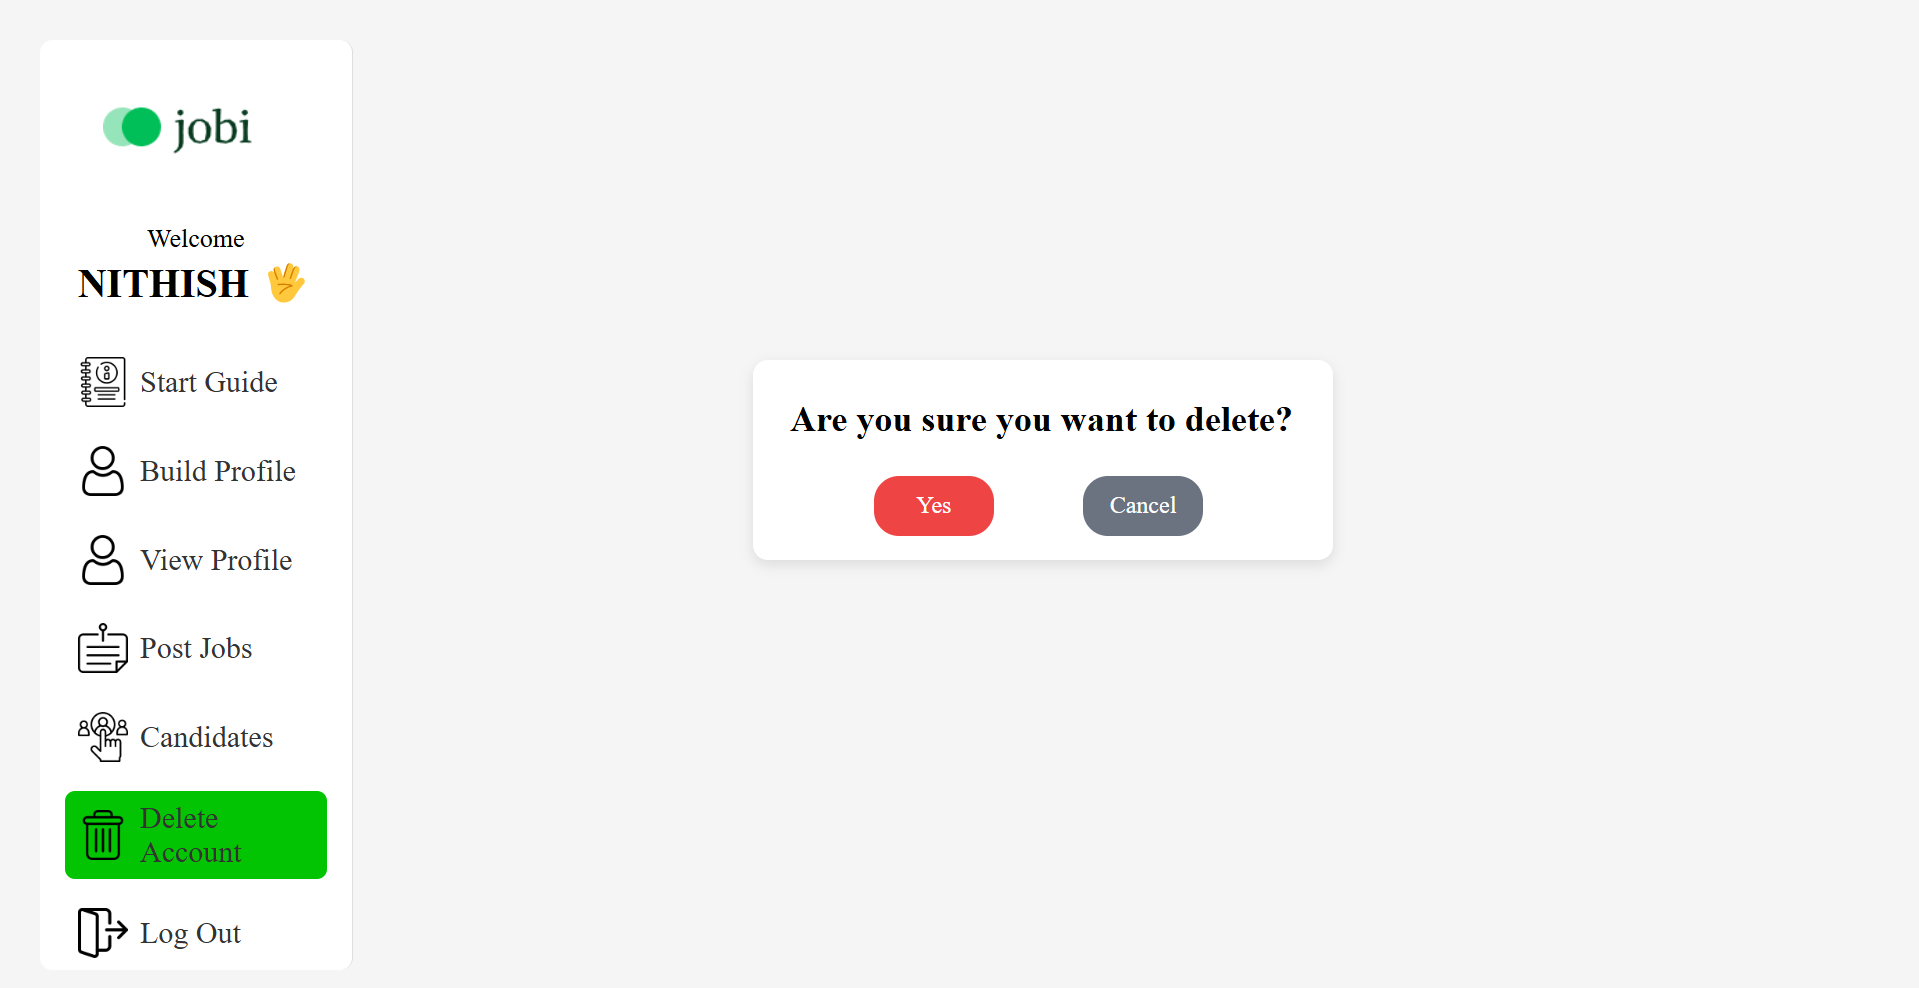 jobi
Welcome
NITHISH 🖖
Start Guide
Build Profile
View Profile
Post Jobs
Candidates
Delete
Account
Log Out
Are you sure you want to delete?
Yes
Cancel